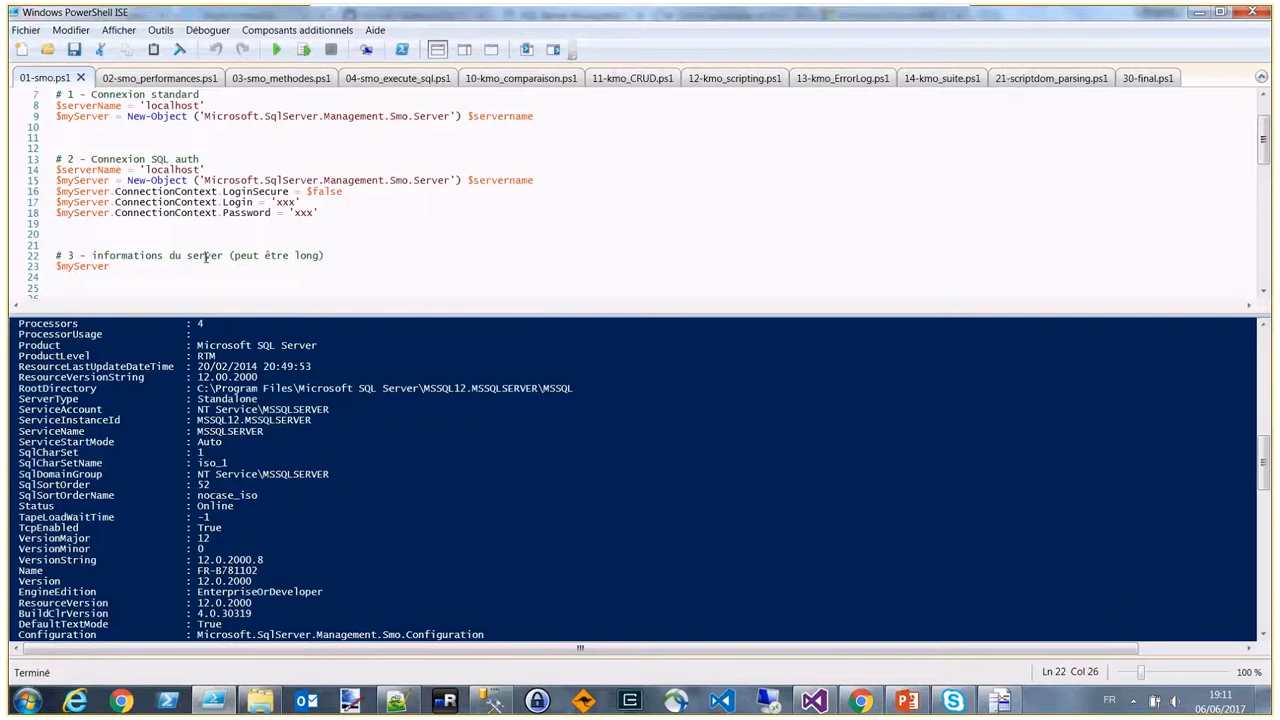 Windows PowerShell ISE
Fichier Modifier Afficher Outils Déboguer Composants additionnels Aide
01-smo.ps1 02-smo_performances.ps1 03-smo_methodes.ps1 04-smo_execute_sql.ps1 10-kmo_comparaison.ps1 11-kmo_CRUD.ps1 12-kmo_scripting.ps1 13-kmo_ErrorLog.ps1 14-kmo_suite.ps1 21-scriptdom_parsing.ps1 30-final.ps1
7 # 1 - Connexion standard
8 $serverName = 'localhost'
9 $myServer = New-Object ('Microsoft.SqlServer.Management.Smo.Server') $servername
10
11
12
13 # 2 - Connexion SQL auth
14 $serverName = 'localhost'
15 $myServer = New-Object ('Microsoft.SqlServer.Management.Smo.Server') $servername
16 $myServer.ConnectionContext.LoginSecure = $false
17 $myServer.ConnectionContext.Login = 'xxx'
18 $myServer.ConnectionContext.Password = 'xxx'
19
20
21
22 # 3 - informations du server (peut être long)
23 $myServer
24
25
Processors : 4
ProcessorUsage :
Product : Microsoft SQL Server
ProductLevel : RTM
ResourceLastUpdateDateTime : 20/02/2014 20:49:53
ResourceVersionString : 12.00.2000
RootDirectory : C:\Program Files\Microsoft SQL Server\MSSQL12.MSSQLSERVER\MSSQL
ServerType : Standalone
ServiceAccount : NT Service\MSSQLSERVER
ServiceInstanceId : MSSQL12.MSSQLSERVER
ServiceName : MSSQLSERVER
ServiceStartMode : Auto
SqlCharSet : 1
SqlCharSetName : iso_1
SqlDomainGroup : NT Service\MSSQLSERVER
SqlSortOrder : 52
SqlSortOrderName : nocase_iso
Status : Online
TapeLoadWaitTime : -1
TcpEnabled : True
VersionMajor : 12
VersionMinor : 0
VersionString : 12.0.2000.8
Name : FR-B781102
Version : 12.0.2000
EngineEdition : EnterpriseOrDeveloper
ResourceVersion : 12.0.2000
BuildClrVersion : 4.0.30319
DefaultTextMode : True
Configuration : Microsoft.SqlServer.Management.Smo.Configuration
Terminé Ln 22 Col 26 100 %
FR 19:11
06/06/2017